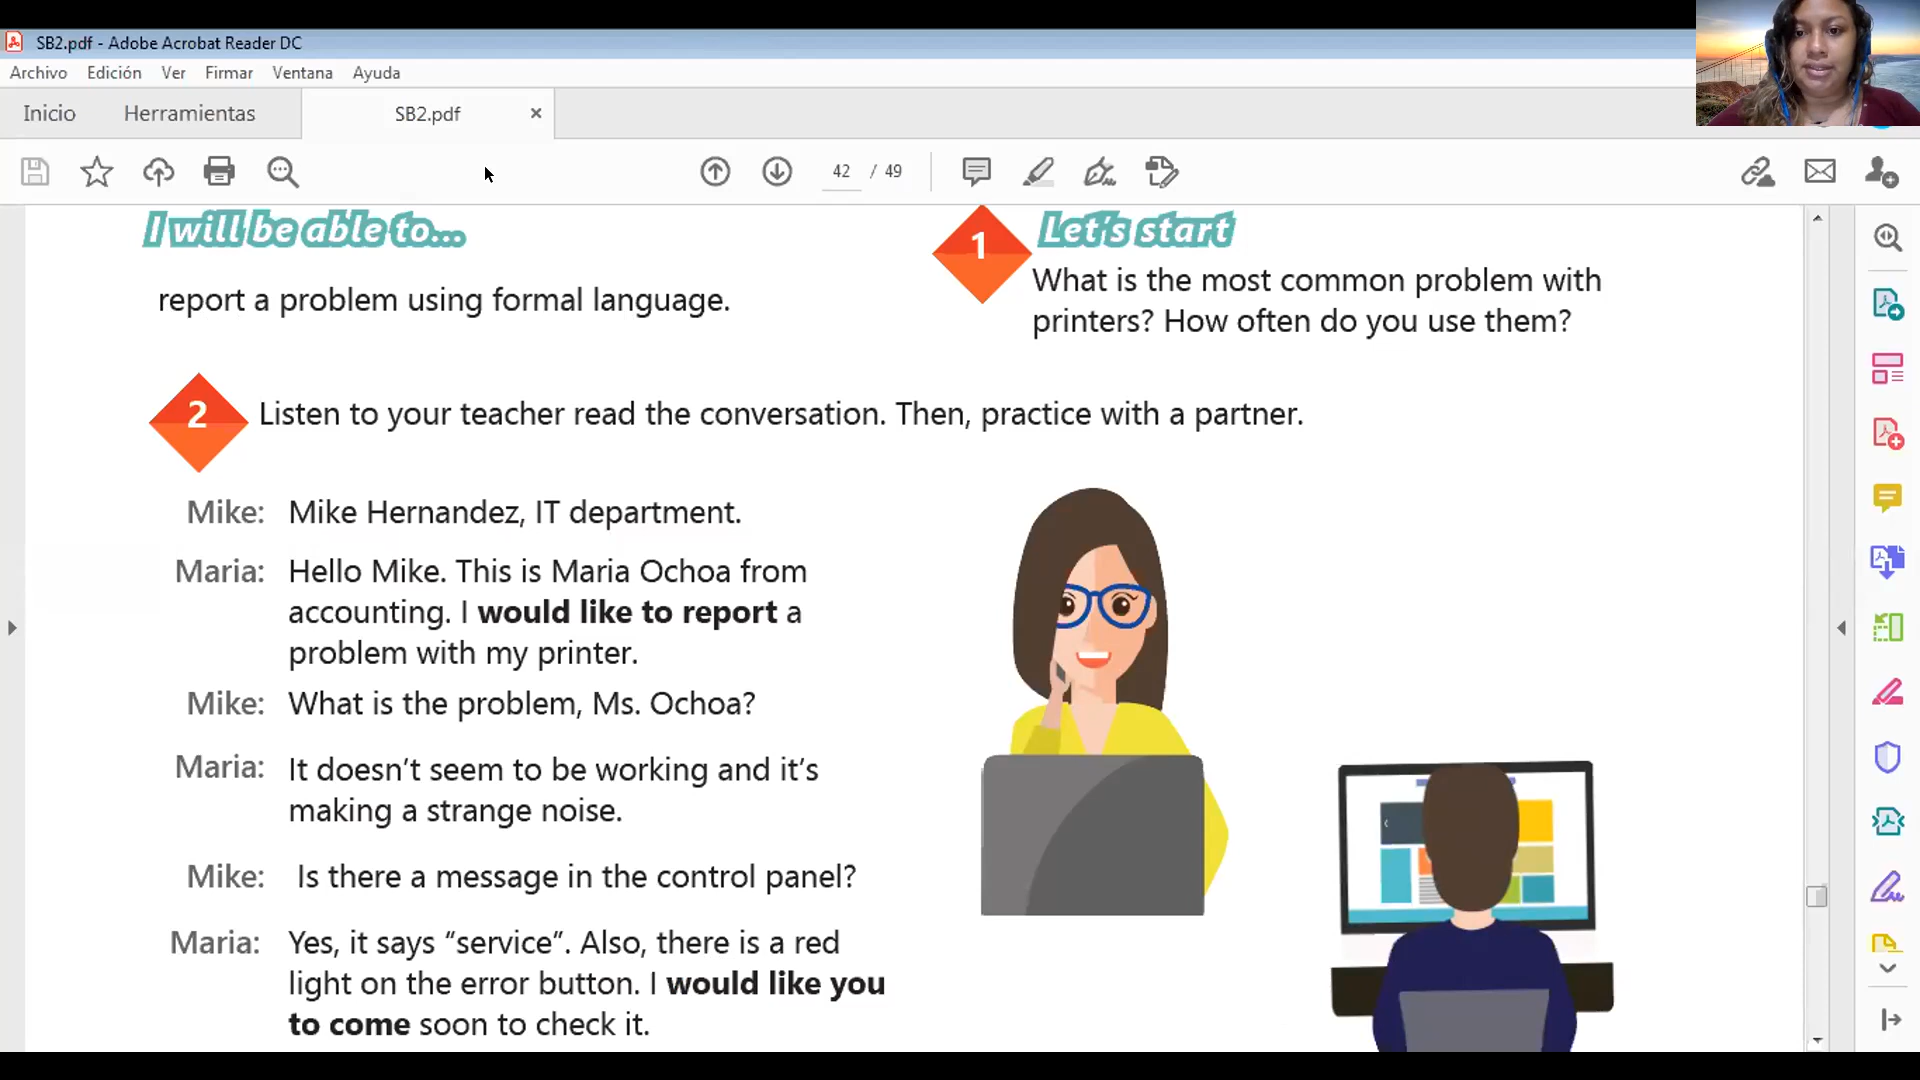 SB2.pdf - Adobe Acrobat Reader DC
Archivo Edición Ver Firmar Ventana Ayuda
Inicio Herramientas SB2.pdf
42 / 49
I will be able to...
report a problem using formal language.
1 Let's start
What is the most common problem with
printers? How often do you use them?
2 Listen to your teacher read the conversation. Then, practice with a partner.
Mike: Mike Hernandez, IT department.
Maria: Hello Mike. This is Maria Ochoa from
accounting. I would like to report a
problem with my printer.
Mike: What is the problem, Ms. Ochoa?
Maria: It doesn't seem to be working and it's
making a strange noise.
Mike: Is there a message in the control panel?
Maria: Yes, it says “service”. Also, there is a red
light on the error button. I would like you
to come soon to check it.